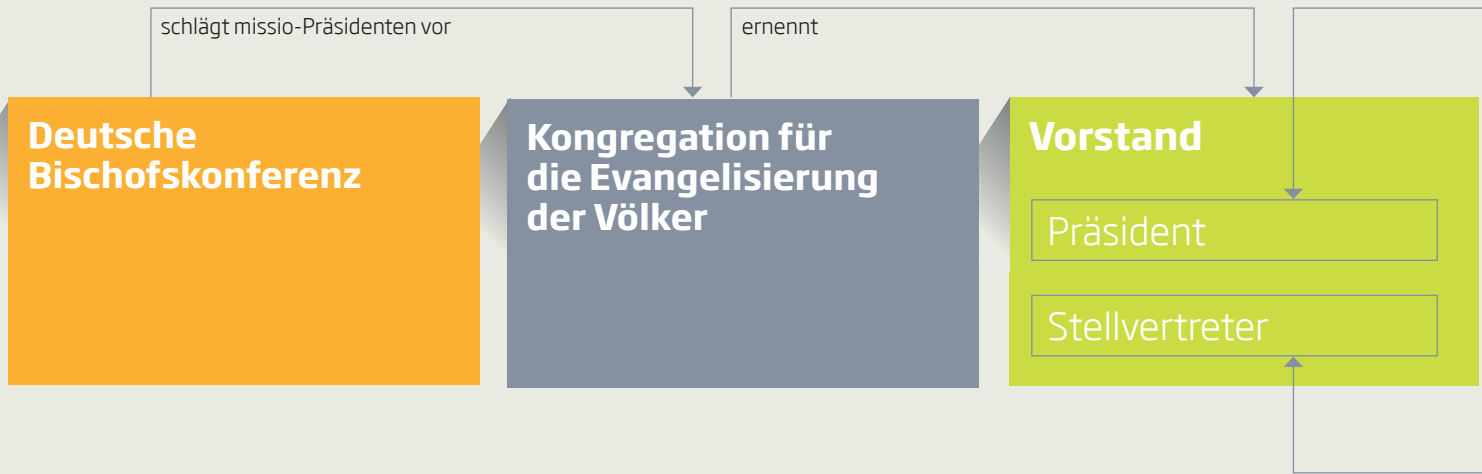 schlägt missio-Präsidenten vor
ernennt
Deutsche
Bischofskonferenz
Kongregation für
die Evangelisierung
der Völker
Vorstand
Präsident
Stellvertreter